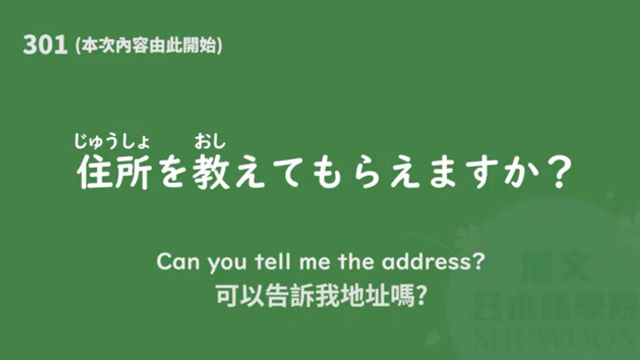 301 (本次內容由此開始)
じゅうしょ おし
住所を教えてもらえますか？
Can you tell me the address?
可以告訴我地址嗎?
旭文
日本語學院
SHUWOON